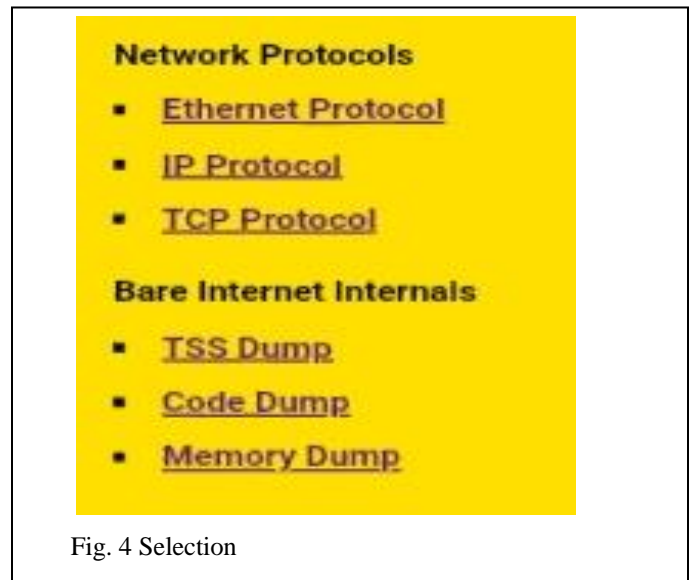 Network Protocols
▪ Ethernet Protocol
▪ IP Protocol
▪ TCP Protocol
Bare Internet Internals
▪ TSS Dump
▪ Code Dump
▪ Memory Dump
Fig. 4 Selection